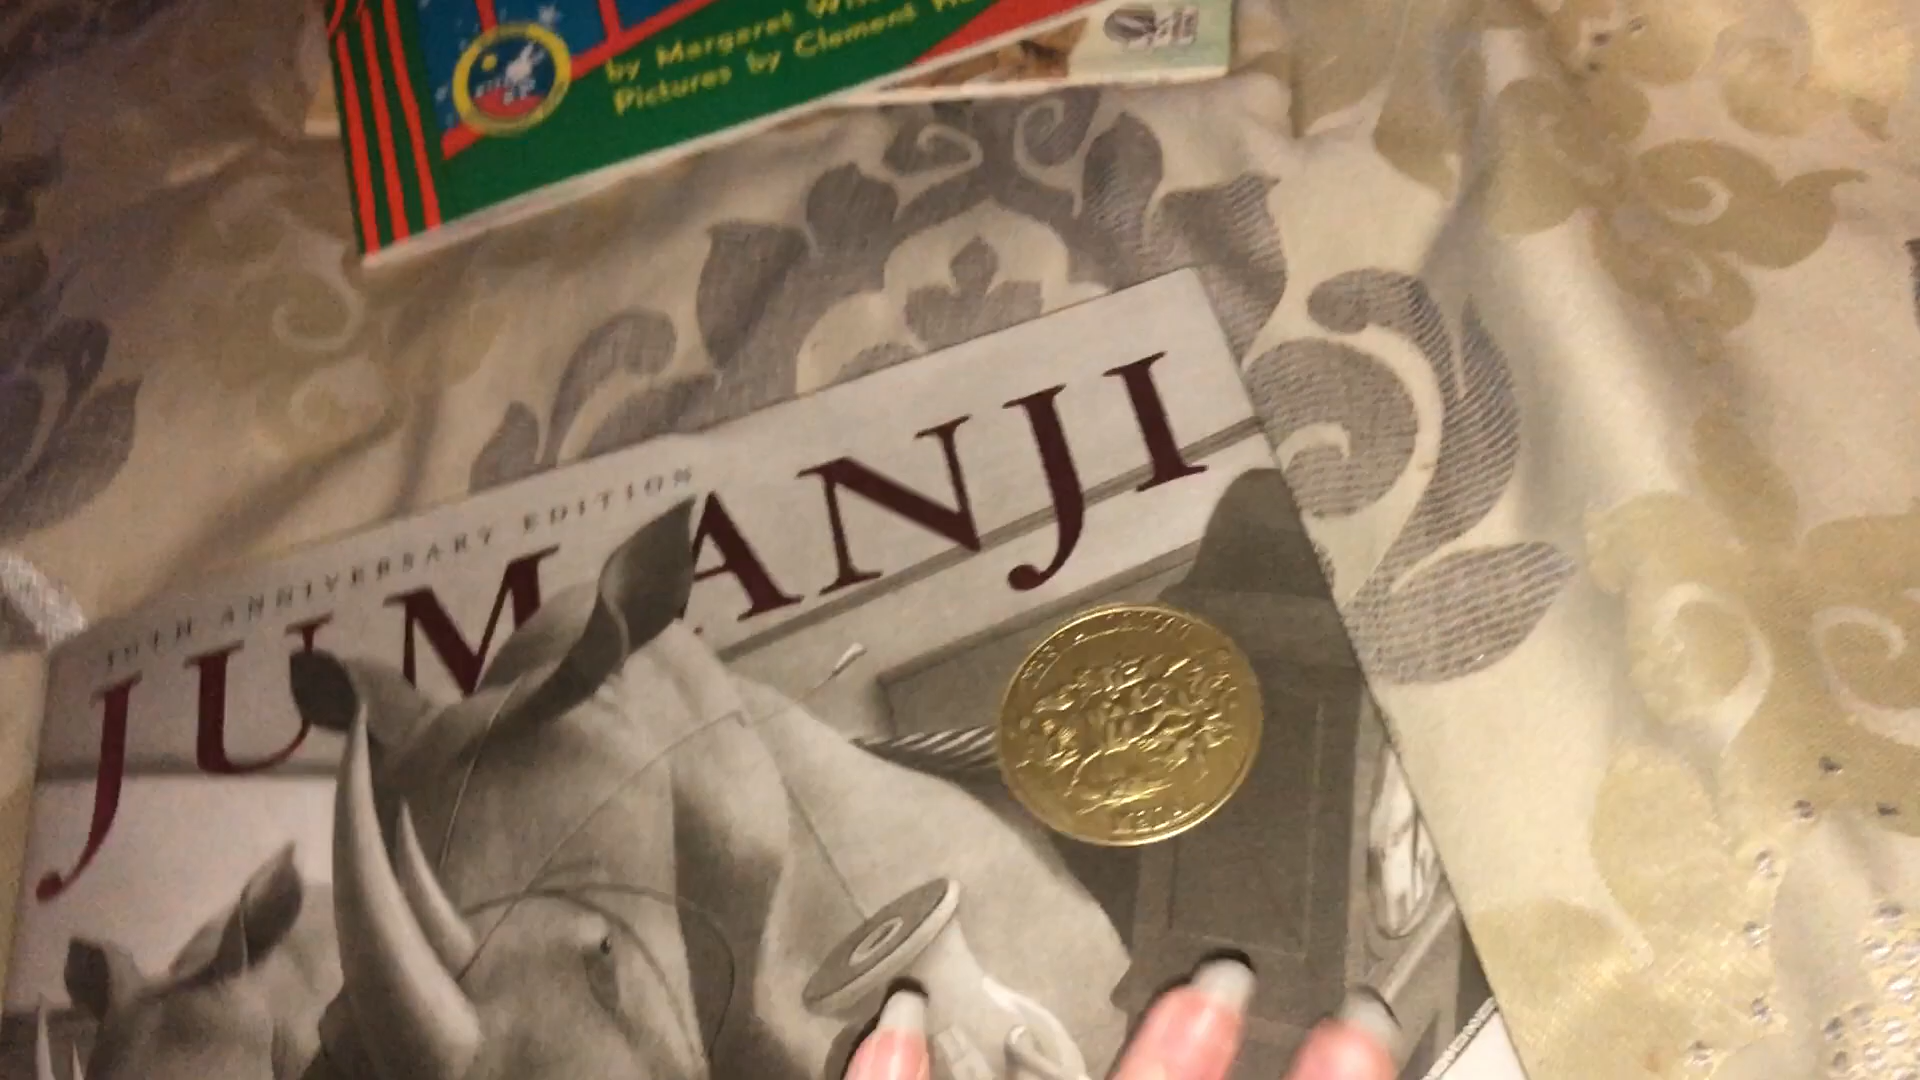 by Margaret
Pictures by Clement
30TH ANNIVERSARY EDITION
JUMANJI